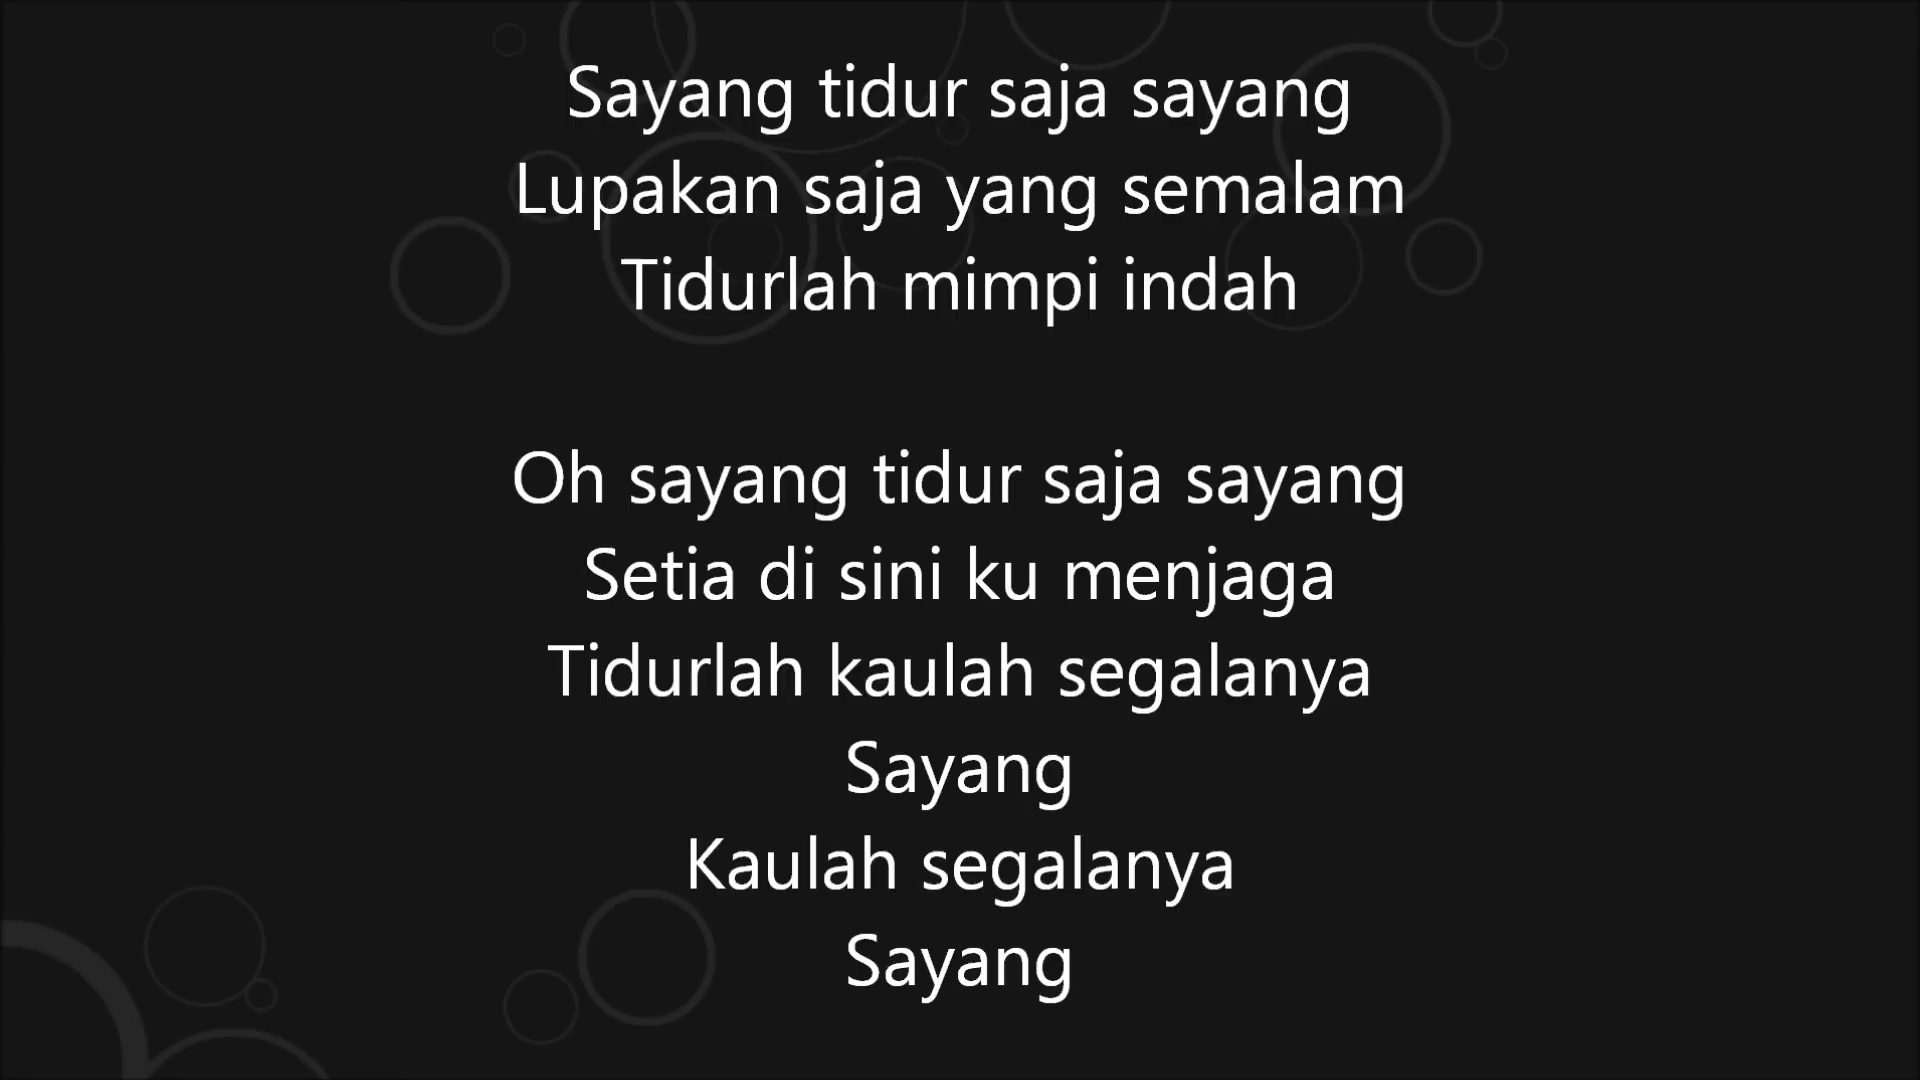 Sayang tidur saja sayang
Lupakan saja yang semalam
Tidurlah mimpi indah
Oh sayang tidur saja sayang
Setia di sini ku menjaga
Tidurlah kaulah segalanya
Sayang
Kaulah segalanya
Sayang